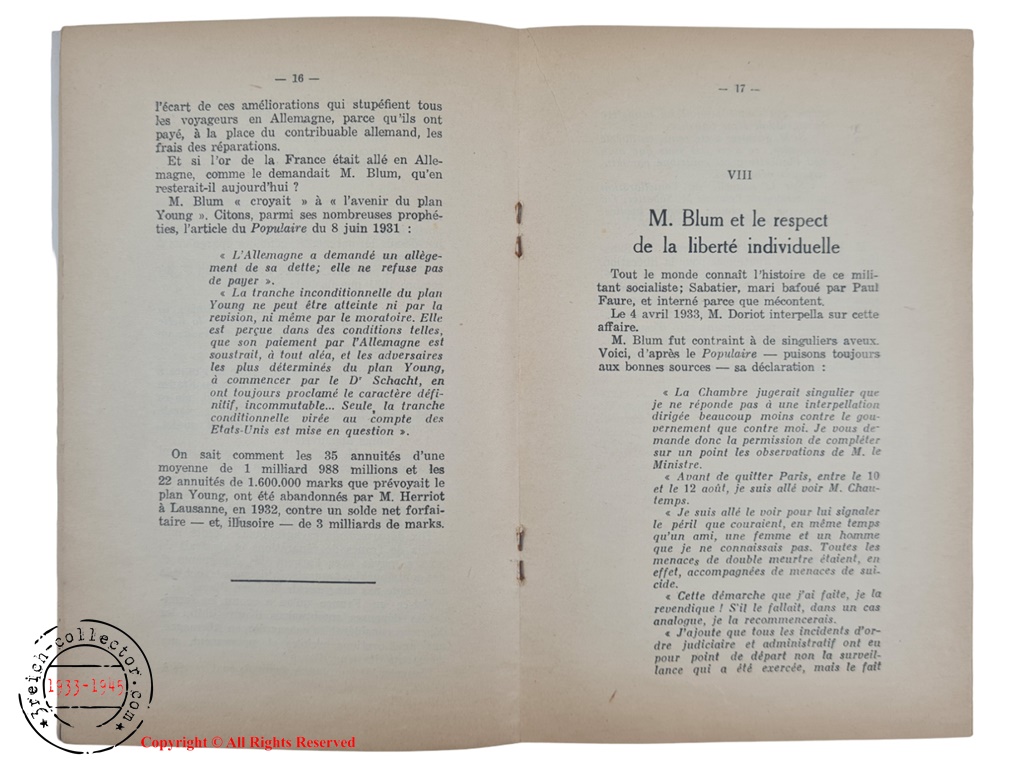 — 16 —
l'écart de ces améliorations qui stupéfient tous
les voyageurs en Allemagne, parce qu'ils ont
payé, à la place du contribuable allemand, les
frais des réparations.
Et si l'or de la France était allé en Alle-
magne, comme le demandait M. Blum, qu'en
resterait-il aujourd'hui ?
M. Blum « croyait » à « l'avenir du plan
Young ». Citons, parmi ses nombreuses prophé-
ties, l'article du Populaire du 8 juin 1931 :
« L'Allemagne a demandé un allège-
ment de sa dette; elle ne refuse pas
de payer ».
« La tranche inconditionnelle du plan
Young ne peut être atteinte ni par la
revision, ni même par le moratoire. Elle
est perçue dans des conditions telles,
que son paiement par l'Allemagne est
soustrait, à tout aléa, et les adversaires
les plus déterminés du plan Young,
à commencer par le Dr Schacht, en
ont toujours proclamé le caractère défi-
nitif, incommutable... Seule, la tranche
conditionnelle virée au compte des
Etats-Unis est mise en question ».
On sait comment les 35 annuités d'une
moyenne de 1 milliard 988 millions et les
22 annuités de 1.600.000 marks que prévoyait le
plan Young, ont été abandonnés par M. Herriot
à Lausanne, en 1932, contre un solde net forfai-
taire — et, illusoire — de 3 milliards de marks.
— 17 —
VIII
M. Blum et le respect
de la liberté individuelle
Tout le monde connaît l'histoire de ce mili-
tant socialiste; Sabatier, mari bafoué par Paul
Faure, et interné parce que mécontent.
Le 4 avril 1933, M. Doriot interpella sur cette
affaire.
M. Blum fut contraint à de singuliers aveux.
Voici, d'après le Populaire — puisons toujours
aux bonnes sources — sa déclaration :
« La Chambre jugerait singulier que
je ne réponde pas à une interpellation
dirigée beaucoup moins contre le gou-
vernement que contre moi. Je vous de-
mande donc la permission de compléter
sur un point les observations de M. le
Ministre.
« Avant de quitter Paris, entre le 10
et le 12 août, je suis allé voir M. Chau-
temps.
« Je suis allé le voir pour lui signaler
le péril que couraient, en même temps
qu'un ami, une femme et un homme
que je ne connaissais pas. Toutes les
menaces de double meurtre étaient, en
effet, accompagnées de menaces de sui-
cide.
« Cette démarche que j'ai faite, je la
revendique ! S'il le fallait, dans un cas
analogue, je la recommencerais.
« J'ajoute que tous les incidents d'or-
dre judiciaire et administratif ont eu
pour point de départ non la surveil-
lance qui a été exercée, mais le fait
3reich-collector.com
1933-1945
Copyright © All Rights Reserved